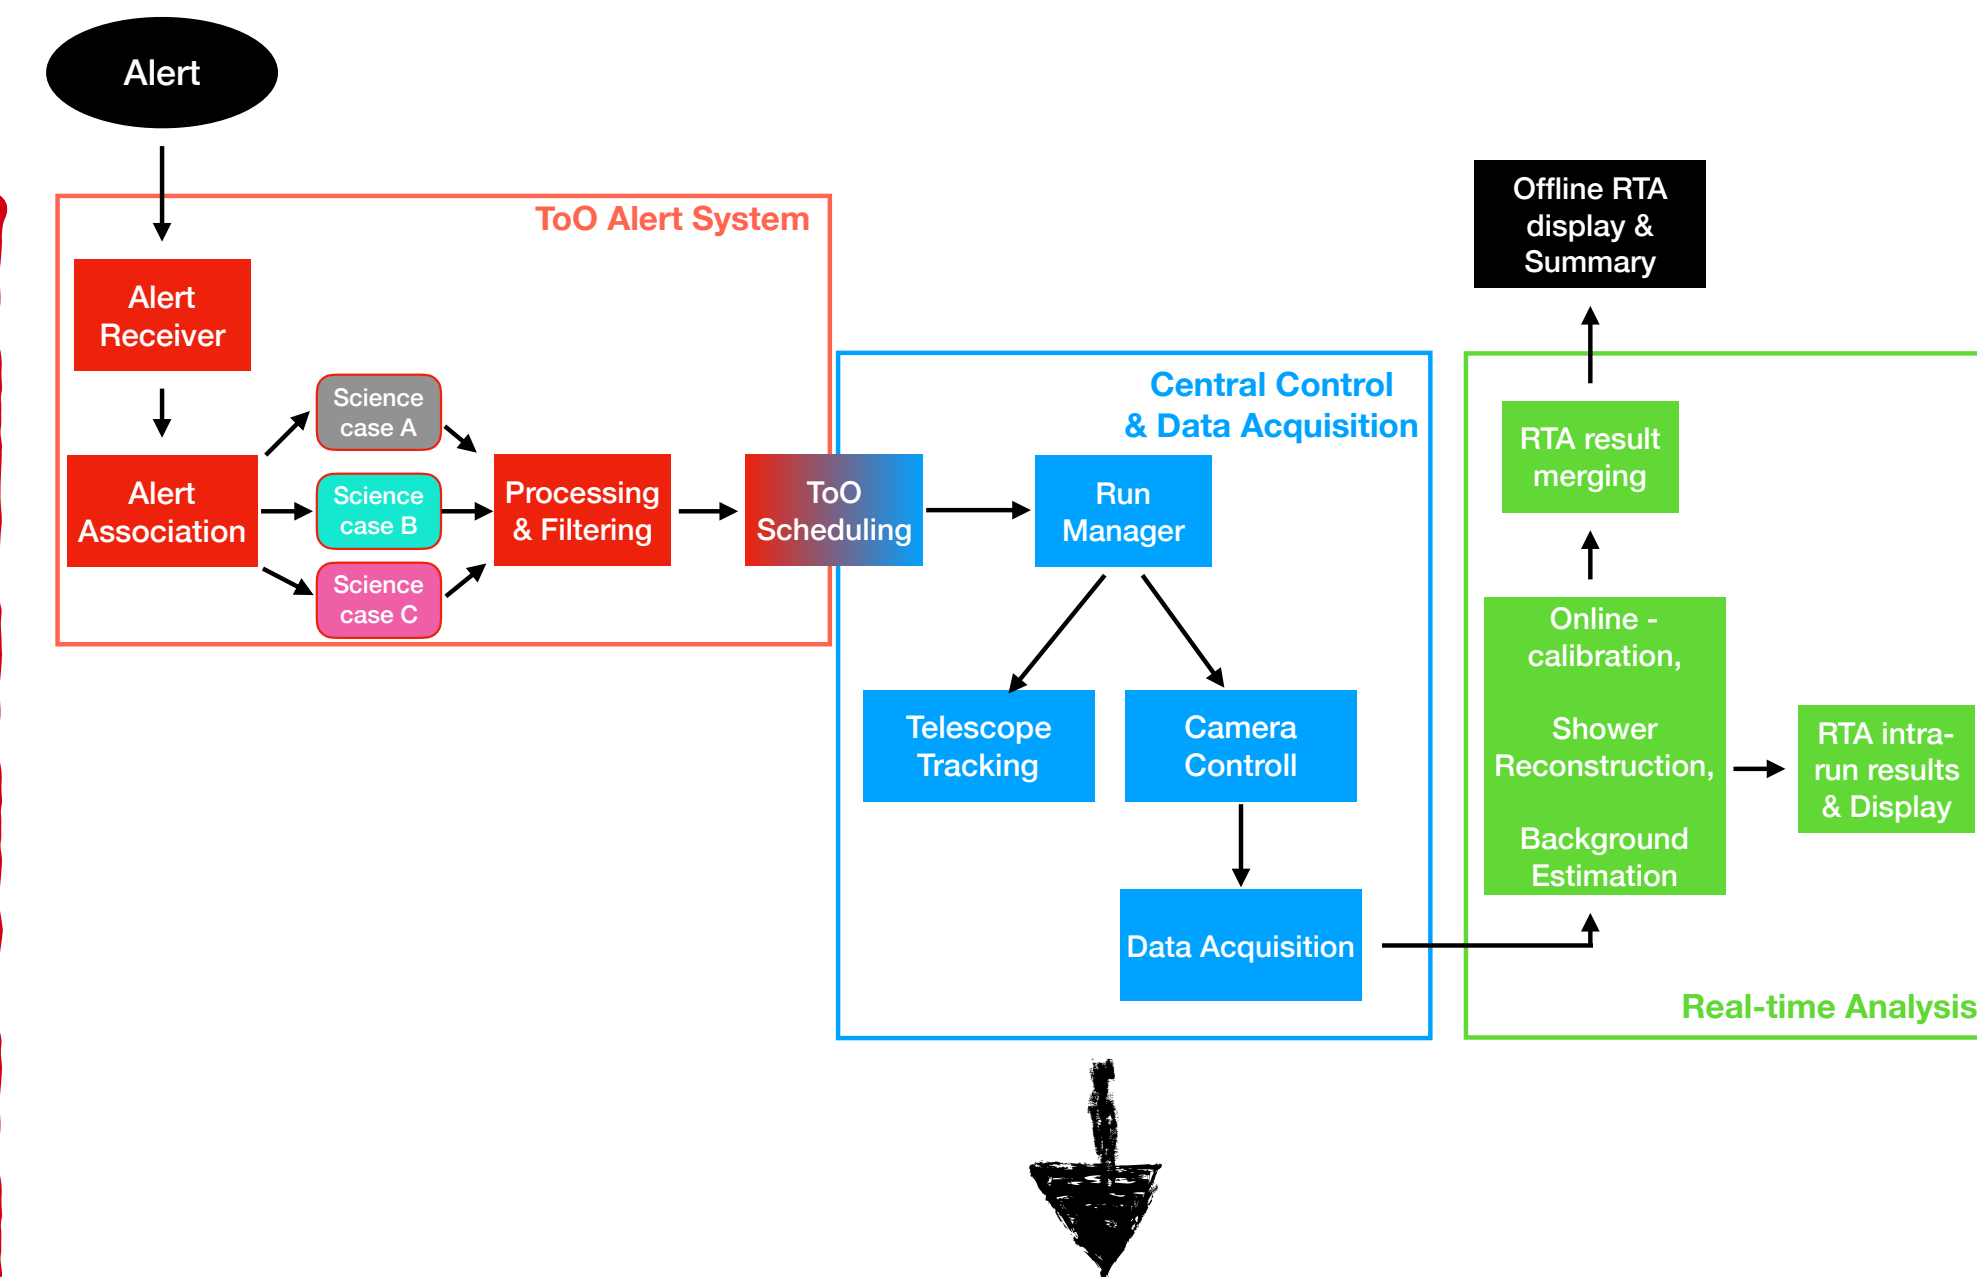 Alert
ToO Alert System
Alert
Receiver
Alert
Association
Science
case A
Science
case B
Science
case C
Processing
& Filtering
ToO
Scheduling
Central Control
& Data Acquisition
Run
Manager
Telescope
Tracking
Camera
Controll
Data Acquisition
Offline RTA
display &
Summary
RTA result
merging
Online -
calibration,
Shower
Reconstruction,
Background
Estimation
RTA intra-
run results
& Display
Real-time Analysis